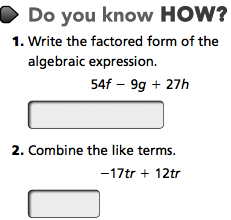 Do you know HOW?
1. Write the factored form of the
algebraic expression.
54f − 9g + 27h
2. Combine the like terms.
−17tr + 12tr